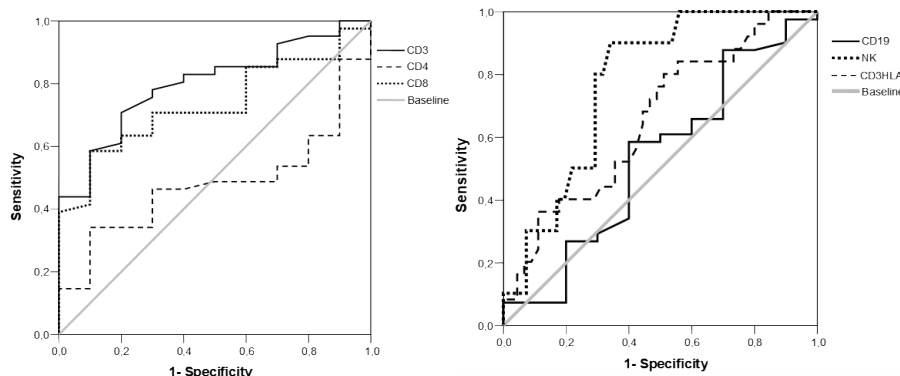 1,0
0,8
0,6
0,4
0,2
0,0
Sensitivity
0,0 0,2 0,4 0,6 0,8 1,0
1- Specificity
CD3
CD4
CD8
Baseline
1,0
0,8
0,6
0,4
0,2
0,0
Sensitivity
0,0 0,2 0,4 0,6 0,8 1,0
1- Specificity
CD19
NK
CD3HLA
Baseline